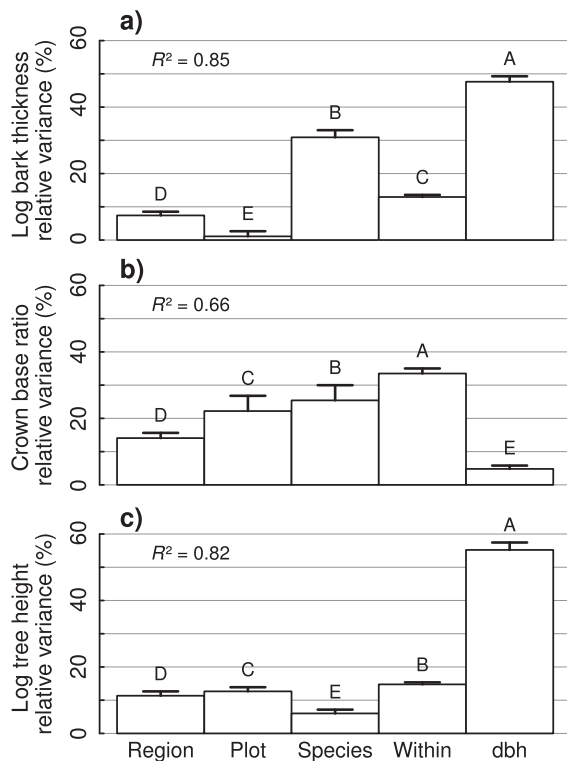 a)
Log bark thickness
relative variance (%)
60
40
20
0
R² = 0.85
D
E
B
C
A
b)
Crown base ratio
relative variance (%)
60
40
20
0
R² = 0.66
D
C
B
A
E
c)
Log tree height
relative variance (%)
60
40
20
0
R² = 0.82
D
C
E
B
A
Region Plot Species Within dbh